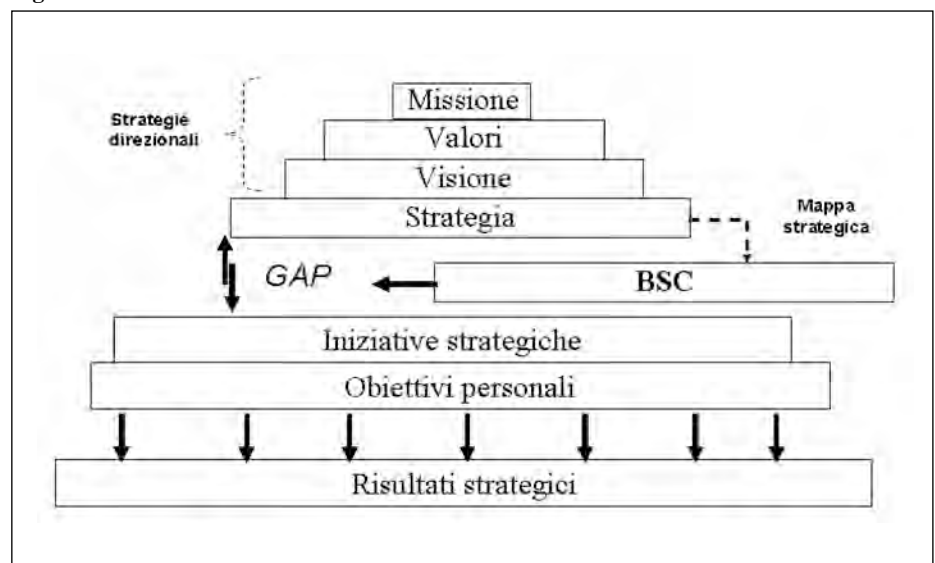 Missione
Strategie
direzionali
Valori
Visione
Strategia
Mappa
strategica
GAP
BSC
Iniziative strategiche
Obiettivi personali
Risultati strategici